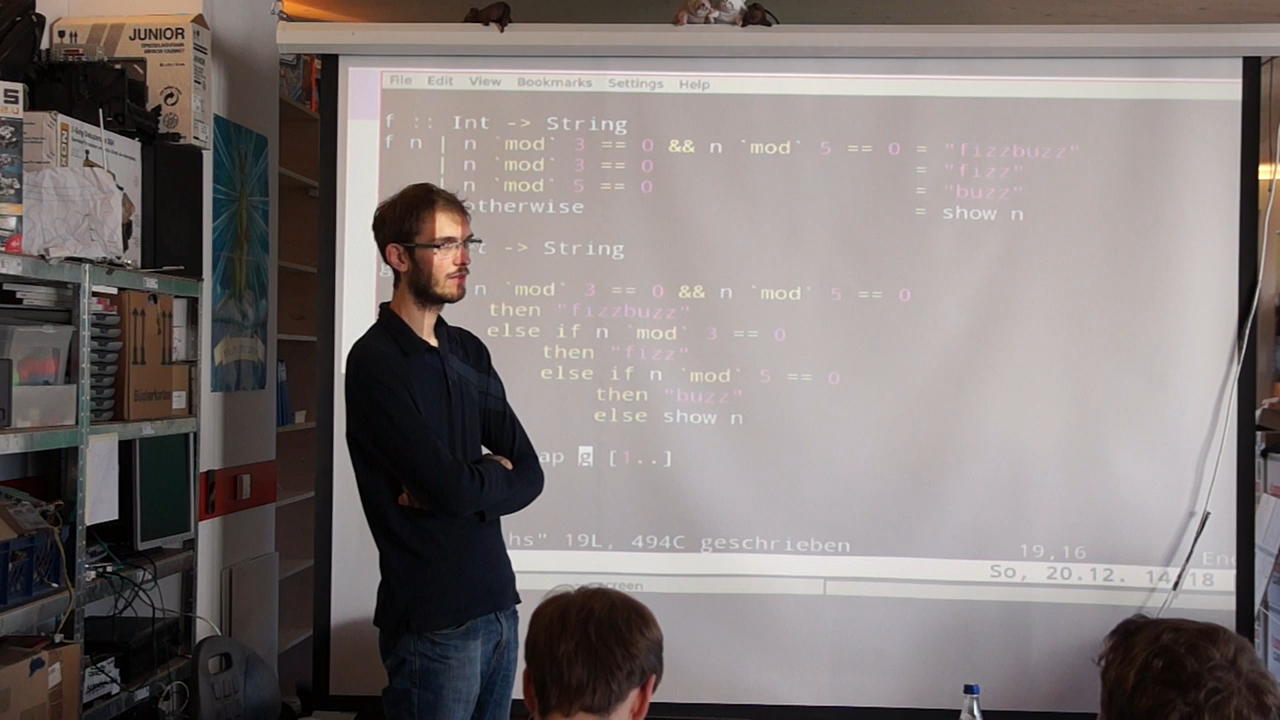 JUNIOR
File Edit View Bookmarks Settings Help
f :: Int -> String
f n | n `mod` 3 == 0 && n `mod` 5 == 0 = "fizzbuzz"
| n `mod` 3 == 0 = "fizz"
| n `mod` 5 == 0 = "buzz"
otherwise = show n
-> String
g
n `mod` 3 == 0 && n `mod` 5 == 0
then "fizzbuzz"
else if n `mod` 3 == 0
then "fizz"
else if n `mod` 5 == 0
then "buzz"
else show n
ap g [1..]
hs" 19L, 494C geschrieben 19,16 En
So, 20.12. 14 18
screen